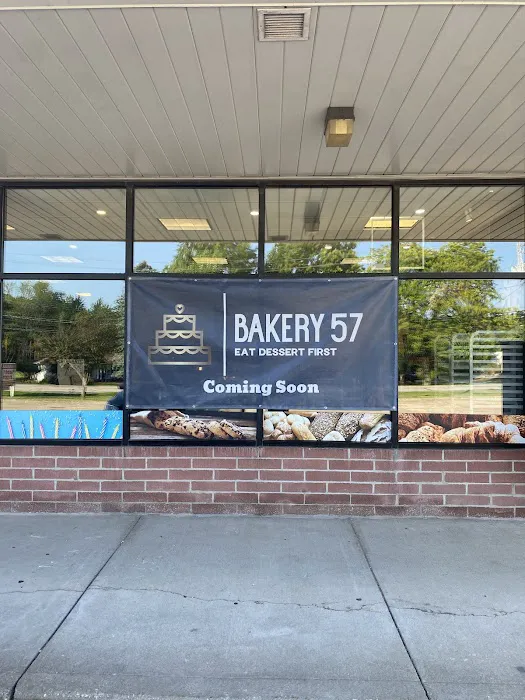 BAKERY 57
EAT DESSERT FIRST
Coming Soon